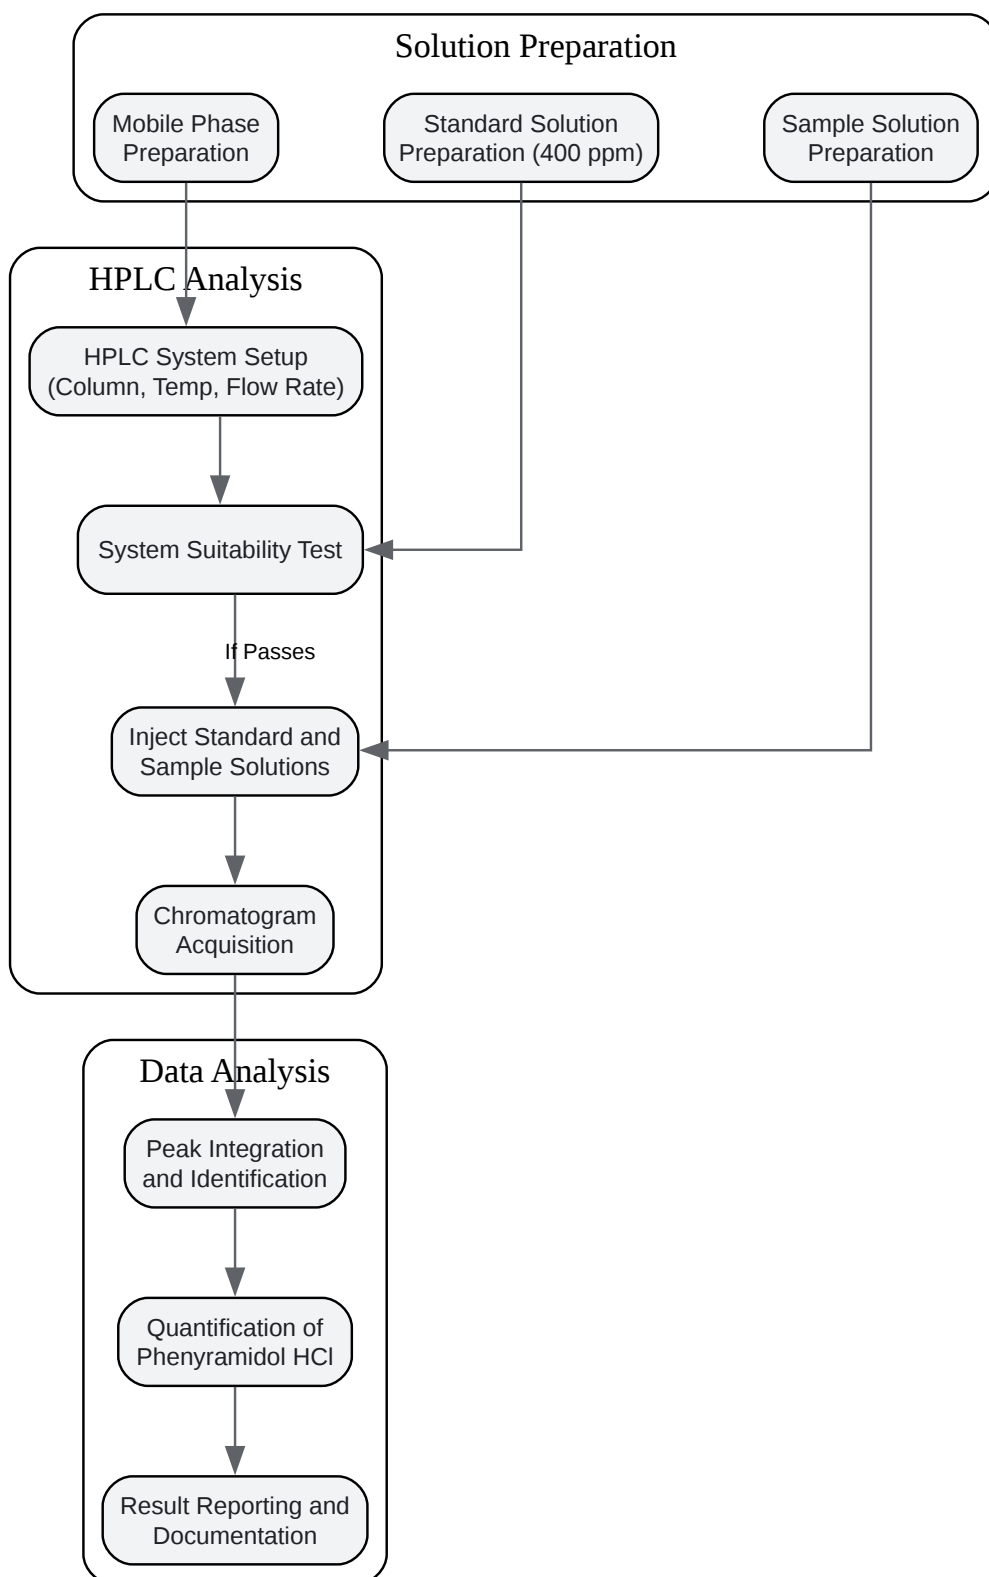 Solution Preparation
Mobile Phase
Preparation
Standard Solution
Preparation (400 ppm)
Sample Solution
Preparation
HPLC Analysis
HPLC System Setup
(Column, Temp, Flow Rate)
System Suitability Test
If Passes
Inject Standard and
Sample Solutions
Chromatogram
Acquisition
Data Analysis
Peak Integration
and Identification
Quantification of
Phenyramidol HCl
Result Reporting and
Documentation